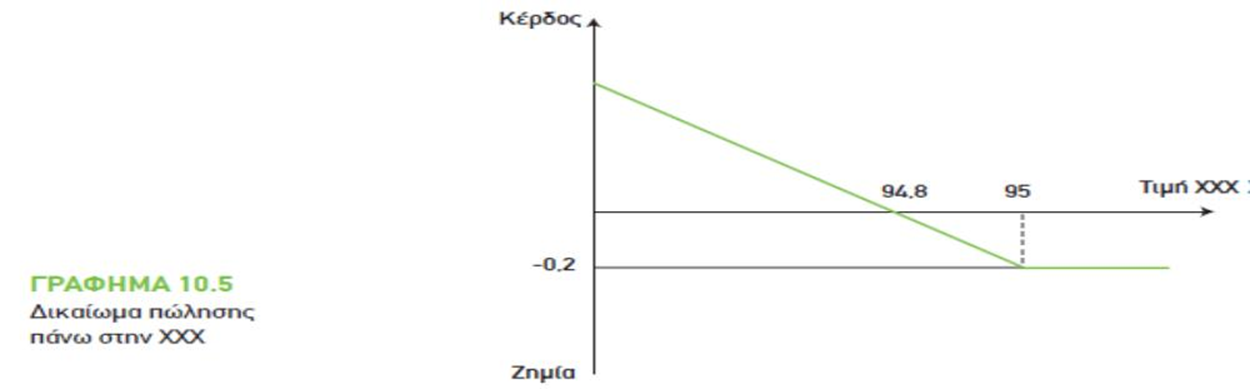 Κέρδος
94,8
95
Τιμή XXX
-0,2
ΓΡΑΦΗΜΑ 10.5
Δικαίωμα πώλησης
πάνω στην XXX
Ζημία